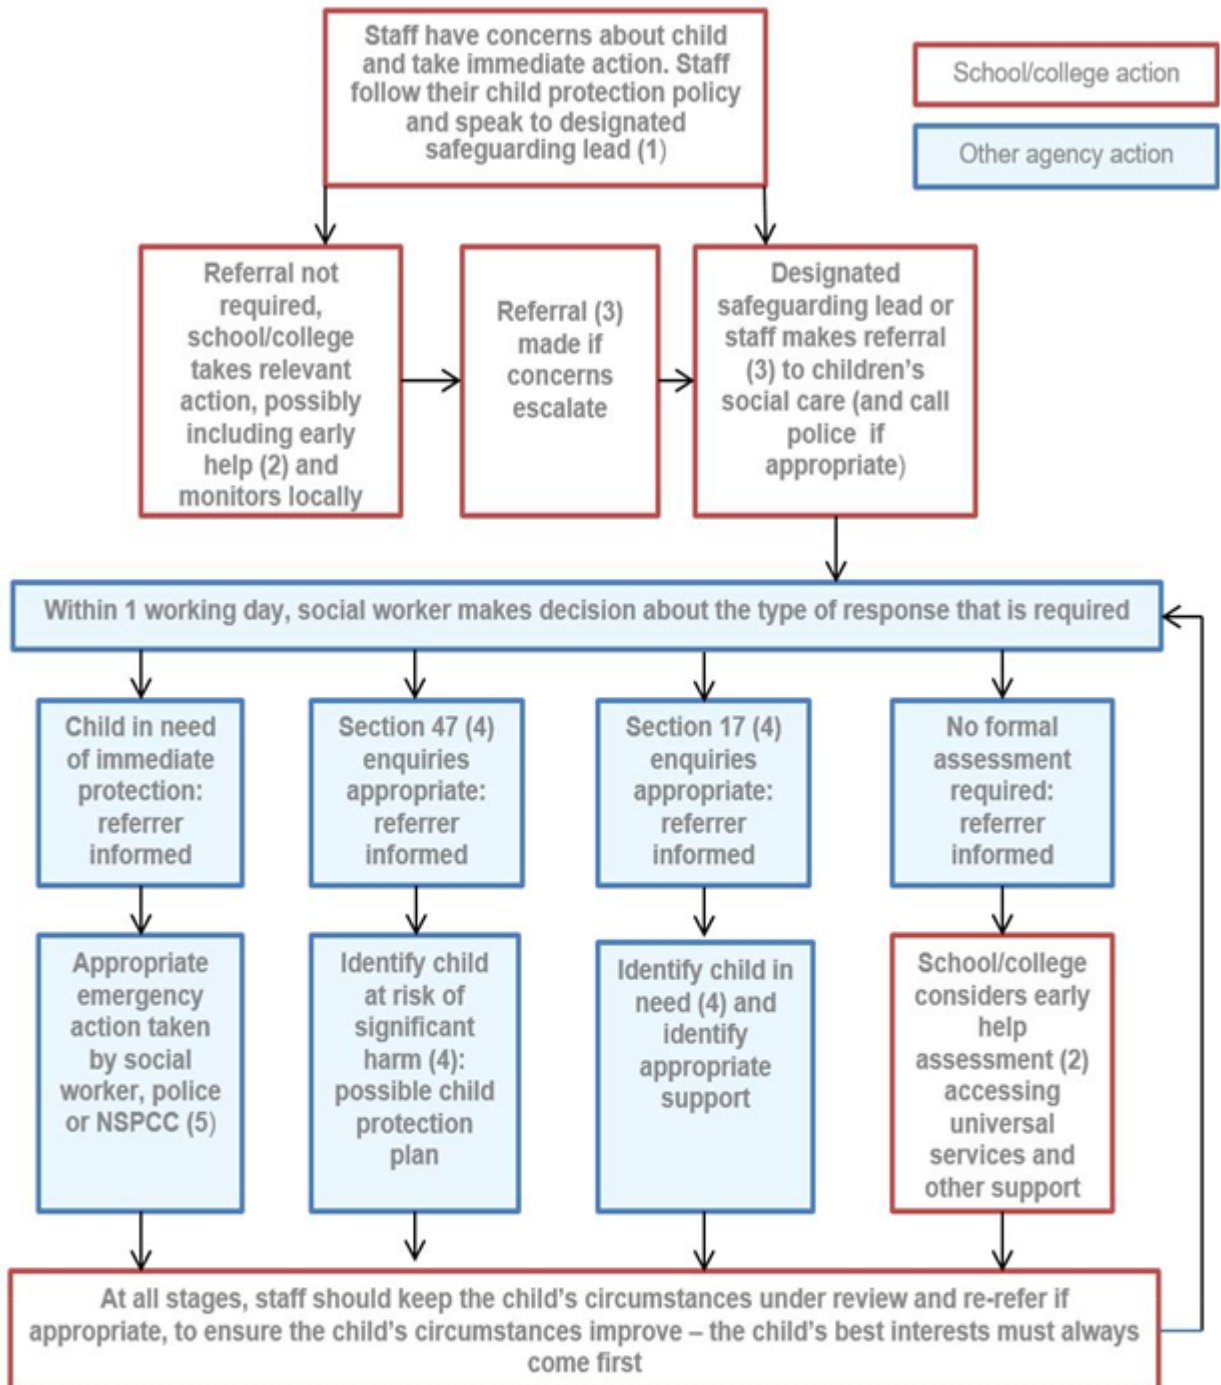 Staff have concerns about child
and take immediate action. Staff
follow their child protection policy
and speak to designated
safeguarding lead (1)
School/college action
Other agency action
Referral not
required,
school/college
takes relevant
action, possibly
including early
help (2) and
monitors locally
Referral (3)
made if
concerns
escalate
Designated
safeguarding lead or
staff makes referral
(3) to children’s
social care (and call
police if
appropriate)
Within 1 working day, social worker makes decision about the type of response that is required
Child in need
of immediate
protection:
referrer
informed
Section 47 (4)
enquiries
appropriate:
referrer
informed
Section 17 (4)
enquiries
appropriate:
referrer
informed
No formal
assessment
required:
referrer
informed
Appropriate
emergency
action taken
by social
worker, police
or NSPCC (5)
Identify child
at risk of
significant
harm (4):
possible child
protection
plan
Identify child in
need (4) and
identify
appropriate
support
School/college
considers early
help
assessment (2)
accessing
universal
services and
other support
At all stages, staff should keep the child’s circumstances under review and re-refer if
appropriate, to ensure the child’s circumstances improve – the child’s best interests must always
come first